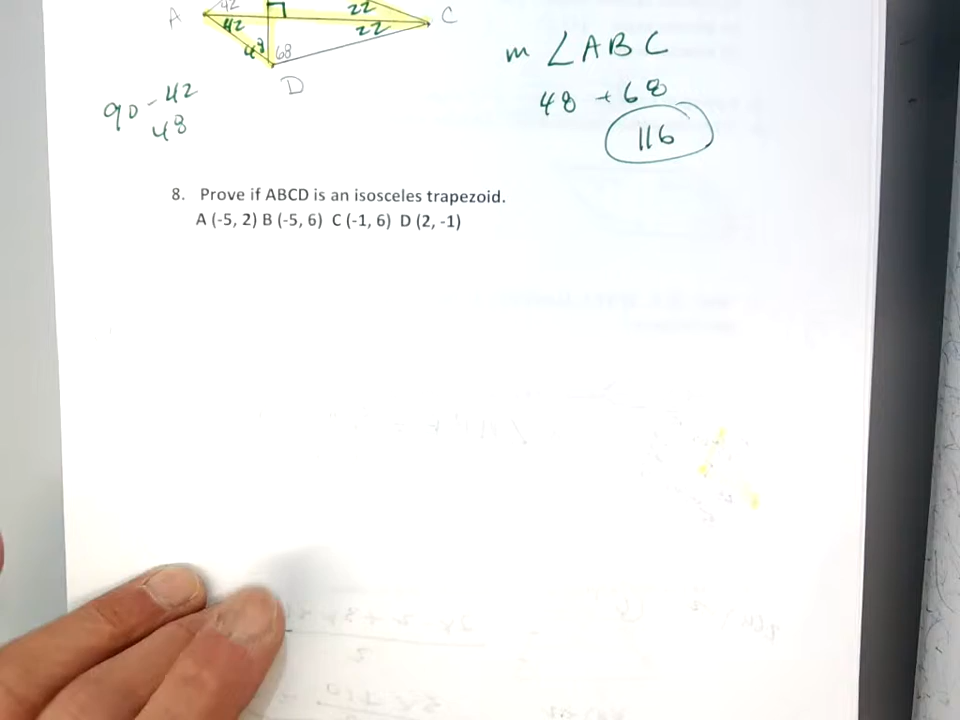 42
22
A
C
42
22
48
68
D
m ∠ABC
90 - 42
48
48 + 68
116
8. Prove if ABCD is an isosceles trapezoid.
A (-5, 2) B (-5, 6) C (-1, 6) D (2, -1)